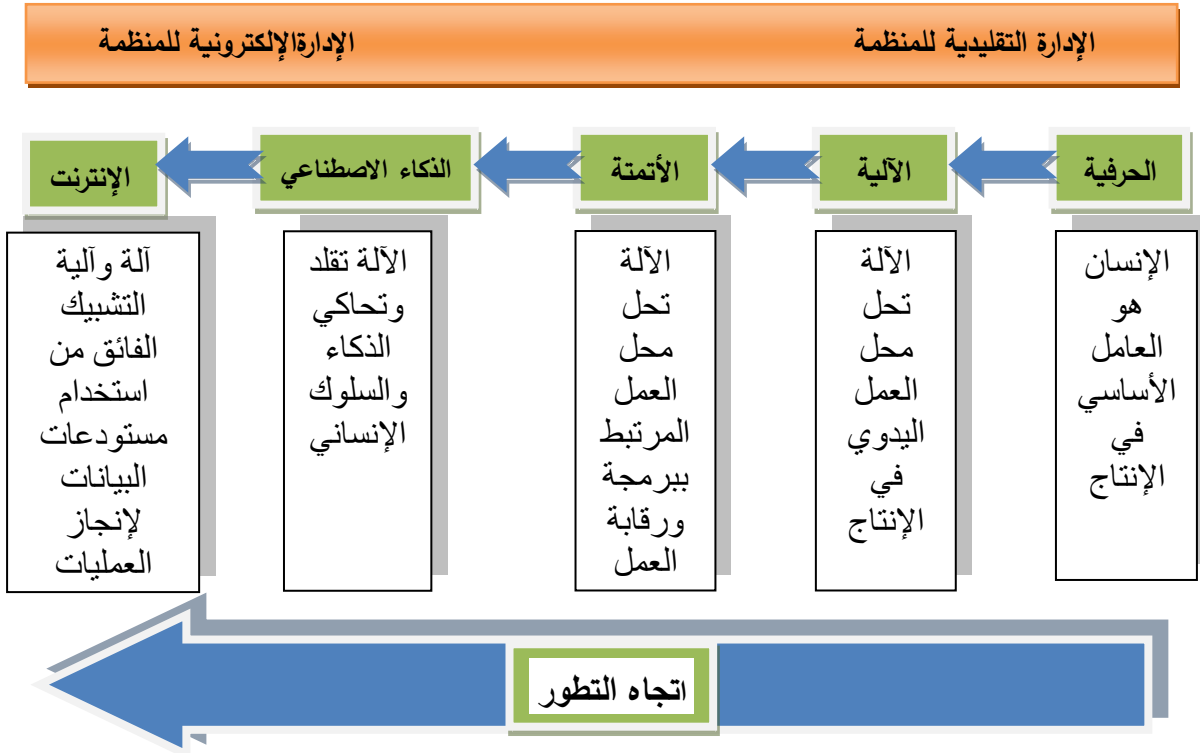 الإدارة التقليدية للمنظمة
الإدارةالإلكترونية للمنظمة
الحرفية
الآلية
الأتمتة
الذكاء الاصطناعي
الإنترنت
الإنسان
هو
العامل
الأساسي
في
الإنتاج
الآلة
تحل
محل
العمل
اليدوي
في
الإنتاج
الآلة
تحل
محل
العمل
المرتبط
ببرمجة
ورقابة
العمل
الآلة تقلد
وتحاكي
الذكاء
والسلوك
الإنساني
آلة وآلية
التشبيك
الفائق من
استخدام
مستودعات
البيانات
لإنجاز
العمليات
اتجاه التطور